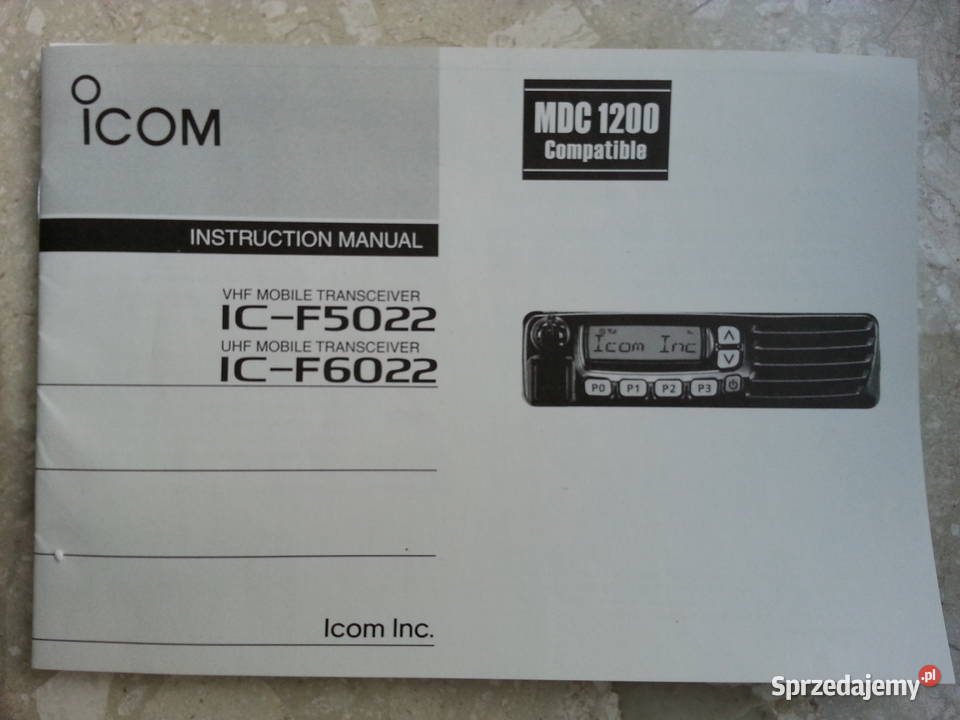 ICOM
INSTRUCTION MANUAL
VHF MOBILE TRANSCEIVER
IC-F5022
UHF MOBILE TRANSCEIVER
IC-F6022
Icom Inc.
MDC 1200
Compatible
Icom Inc
P0 P1 P2 P3
Sprzedajemy.pl